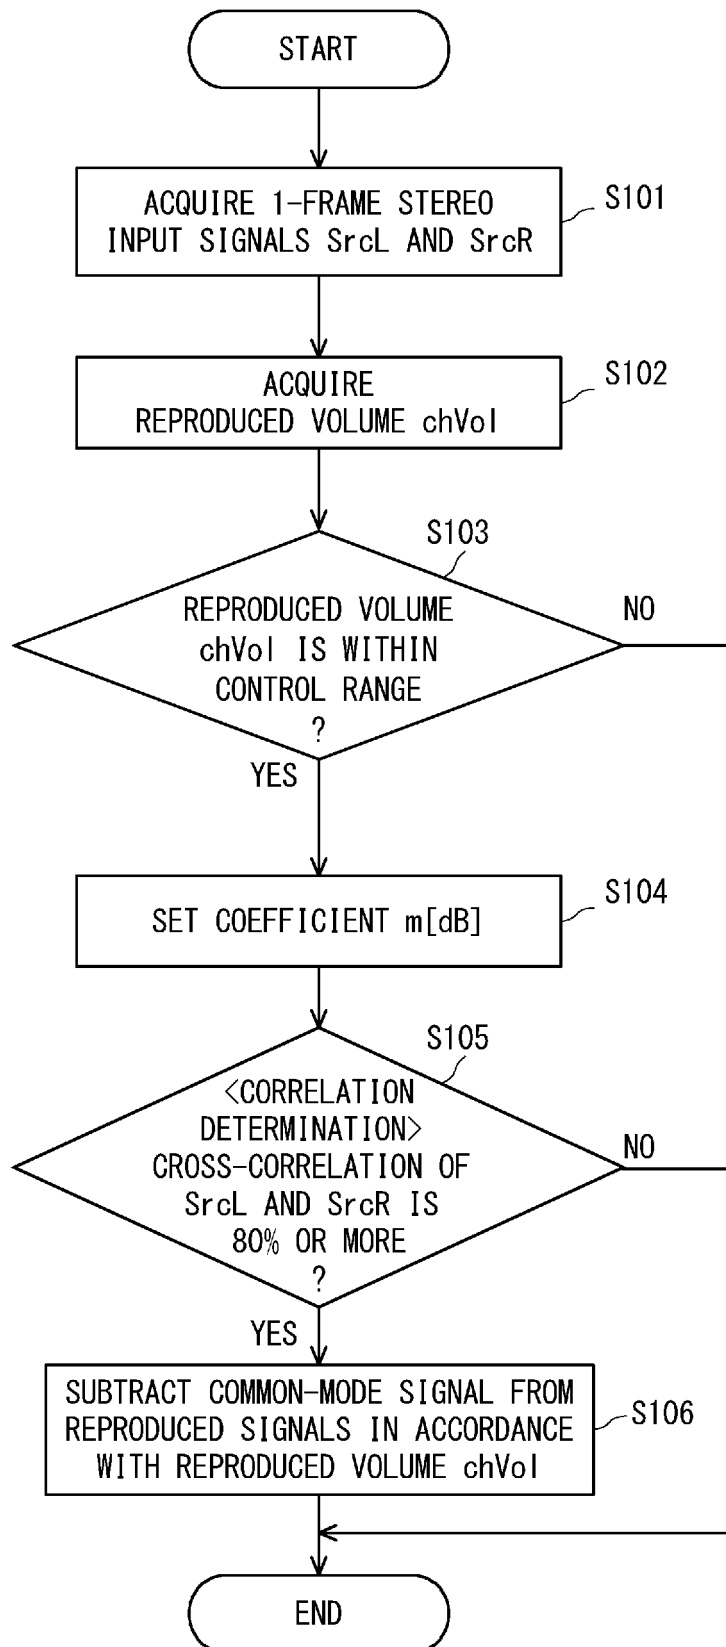 START
ACQUIRE 1-FRAME STEREO
INPUT SIGNALS SrcL AND SrcR
S101
ACQUIRE
REPRODUCED VOLUME chVol
S102
S103
REPRODUCED VOLUME
chVol IS WITHIN
CONTROL RANGE
?
NO
YES
SET COEFFICIENT m[dB]
S104
S105
<CORRELATION
DETERMINATION>
CROSS-CORRELATION OF
SrcL AND SrcR IS
80% OR MORE
?
NO
YES
SUBTRACT COMMON-MODE SIGNAL FROM
REPRODUCED SIGNALS IN ACCORDANCE
WITH REPRODUCED VOLUME chVol
S106
END